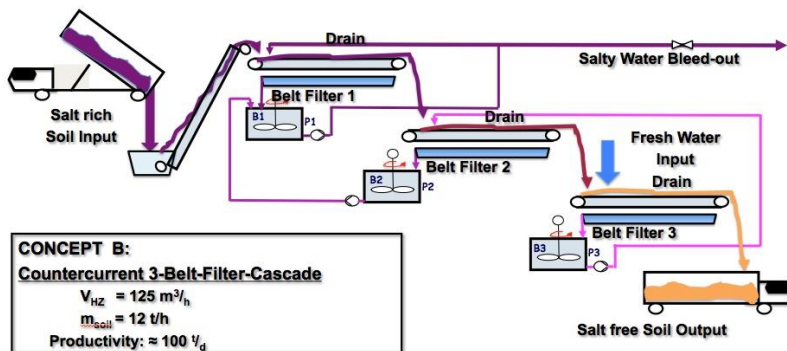 Drain
Salty Water Bleed-out
Salt rich
Soil Input
Belt Filter 1
B1
P1
Drain
Fresh Water
Input
Drain
Belt Filter 2
B2
P2
Belt Filter 3
B3
P3
CONCEPT B:
Countercurrent 3-Belt-Filter-Cascade
VHZ = 125 m³/h
msoil = 12 t/h
Productivity: ≈ 100 t/d
Salt free Soil Output